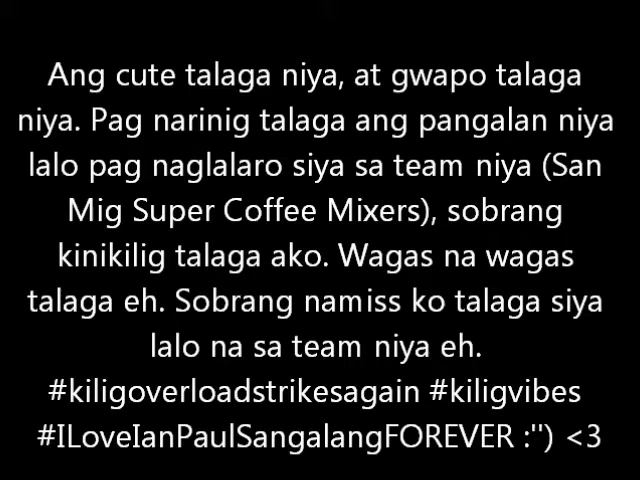 Ang cute talaga niya, at gwapo talaga
niya. Pag narinig talaga ang pangalan niya
lalo pag naglalaro siya sa team niya (San
Mig Super Coffee Mixers), sobrang
kinikilig talaga ako. Wagas na wagas
talaga eh. Sobrang namiss ko talaga siya
lalo na sa team niya eh.
#kiligoverloadstrikesagain #kiligvibes
#ILoveIanPaulSangalangFOREVER :'') <3